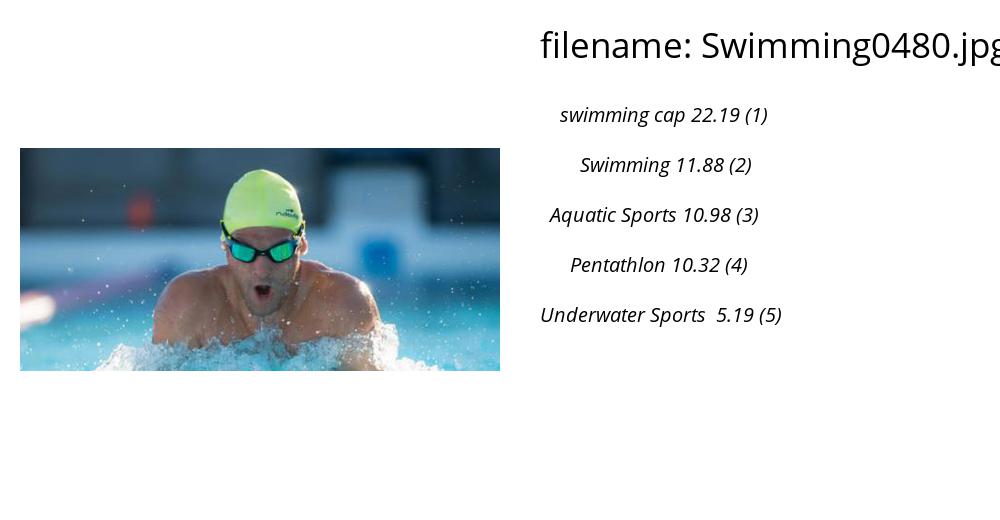 filename: Swimming0480.jpg
swimming cap 22.19 (1)
Swimming 11.88 (2)
Aquatic Sports 10.98 (3)
Pentathlon 10.32 (4)
Underwater Sports 5.19 (5)